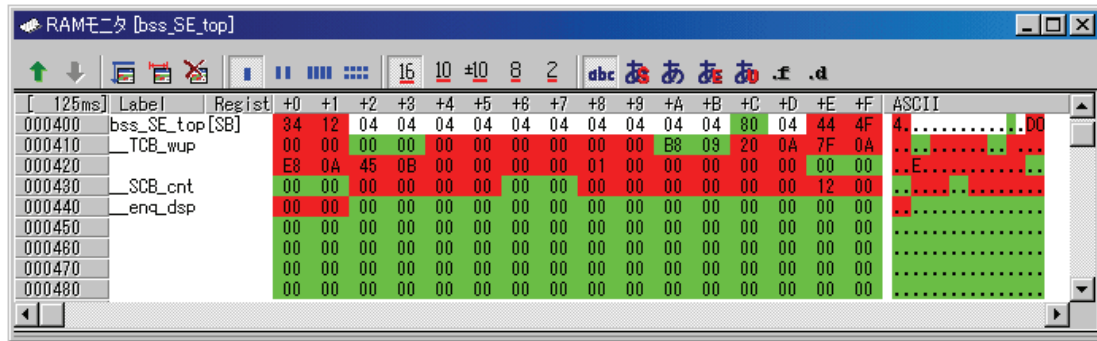 RAMモニタ [bss_SE_top]
16 10 ±10 8 2 abc あS あ あE あU .f .d
[ 125ms] Label Regist +0 +1 +2 +3 +4 +5 +6 +7 +8 +9 +A +B +C +D +E +F ASCII
000400 bss_SE_top[SB] 34 12 04 04 04 04 04 04 04 04 04 04 80 04 44 4F 4.............DO
000410 __TCB_wup 00 00 00 00 00 00 00 00 00 00 B8 09 20 0A 7F 0A .......... ...
000420 E8 0A 45 0B 00 00 00 00 01 00 00 00 00 00 00 00 ..E.............
000430 __SCB_cnt 00 00 00 00 00 00 00 00 00 00 00 00 00 00 12 00 ................
000440 __enq_dsp 00 00 00 00 00 00 00 00 00 00 00 00 00 00 00 00 ................
000450 00 00 00 00 00 00 00 00 00 00 00 00 00 00 00 00 ................
000460 00 00 00 00 00 00 00 00 00 00 00 00 00 00 00 00 ................
000470 00 00 00 00 00 00 00 00 00 00 00 00 00 00 00 00 ................
000480 00 00 00 00 00 00 00 00 00 00 00 00 00 00 00 00 ................